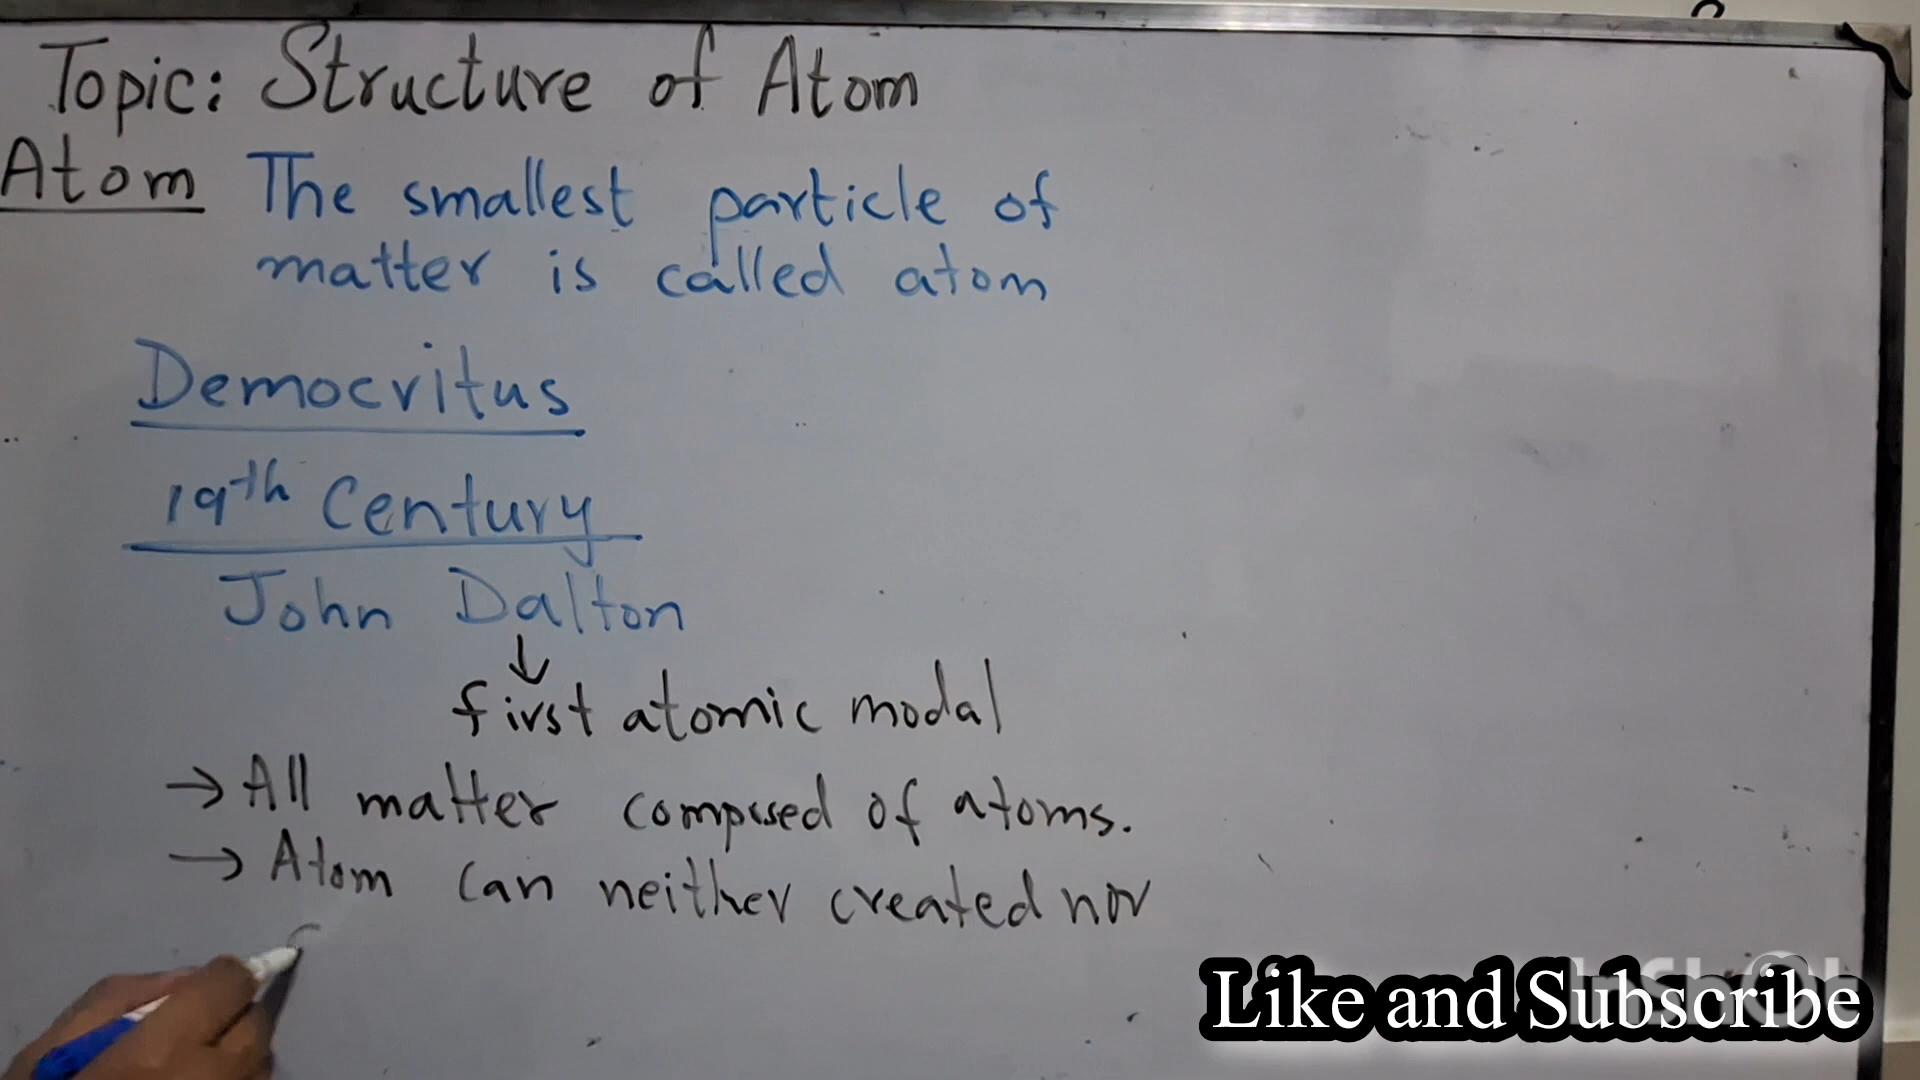 Topic: Structure of Atom
Atom The smallest particle of
matter is called atom
Democritus
19th Century
John Dalton
↓
first atomic modal
→ All matter compused of atoms.
→ Atom can neither created nor
Like and Subscribe